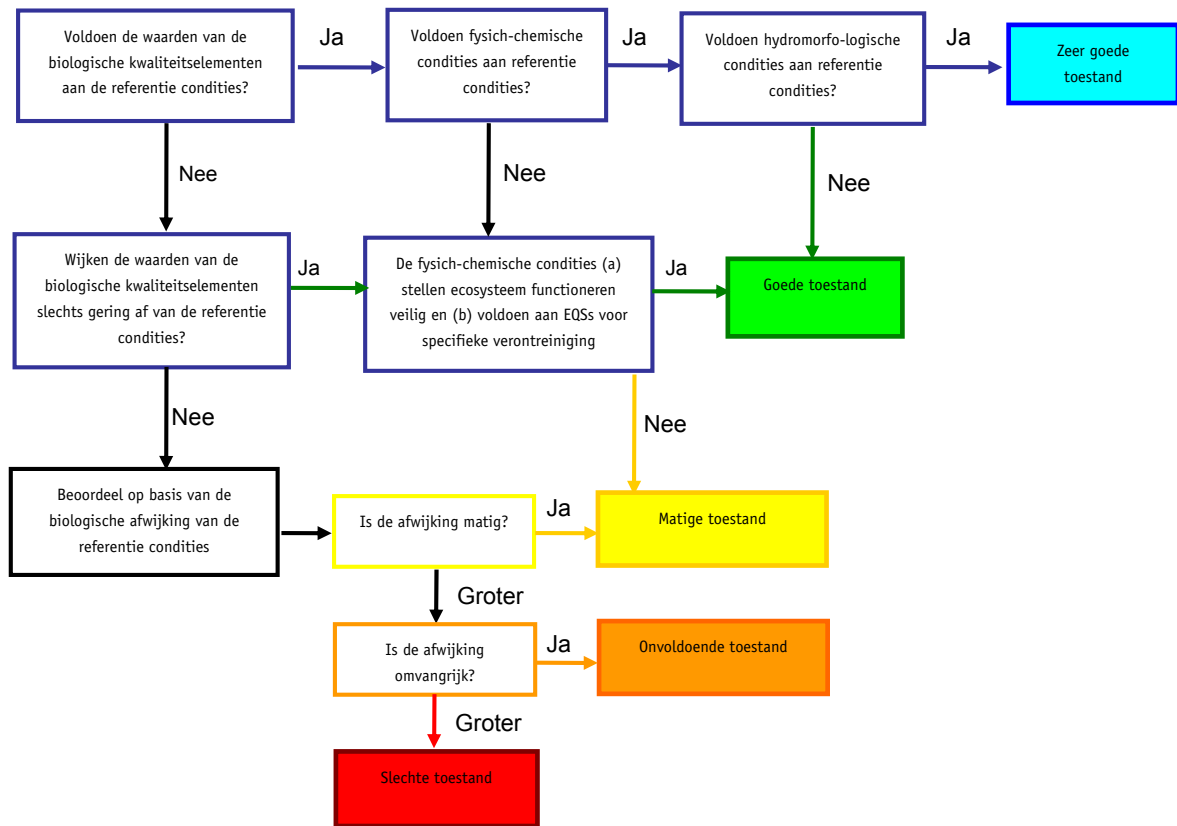 Voldoen de waarden van de
biologische kwaliteitselementen
aan de referentie condities?
Ja
Voldoen fysich-chemische
condities aan referentie
condities?
Ja
Voldoen hydromorfo-logische
condities aan referentie
condities?
Ja
Zeer goede
toestand
Nee
Nee
Nee
Wijken de waarden van de
biologische kwaliteitselementen
slechts gering af van de referentie
condities?
Ja
De fysich-chemische condities (a)
stellen ecosysteem functioneren
veilig en (b) voldoen aan EQSs voor
specifieke verontreiniging
Ja
Goede toestand
Nee
Nee
Beoordeel op basis van de
biologische afwijking van de
referentie condities
Is de afwijking matig?
Ja
Matige toestand
Groter
Is de afwijking
omvangrijk?
Ja
Onvoldoende toestand
Groter
Slechte toestand